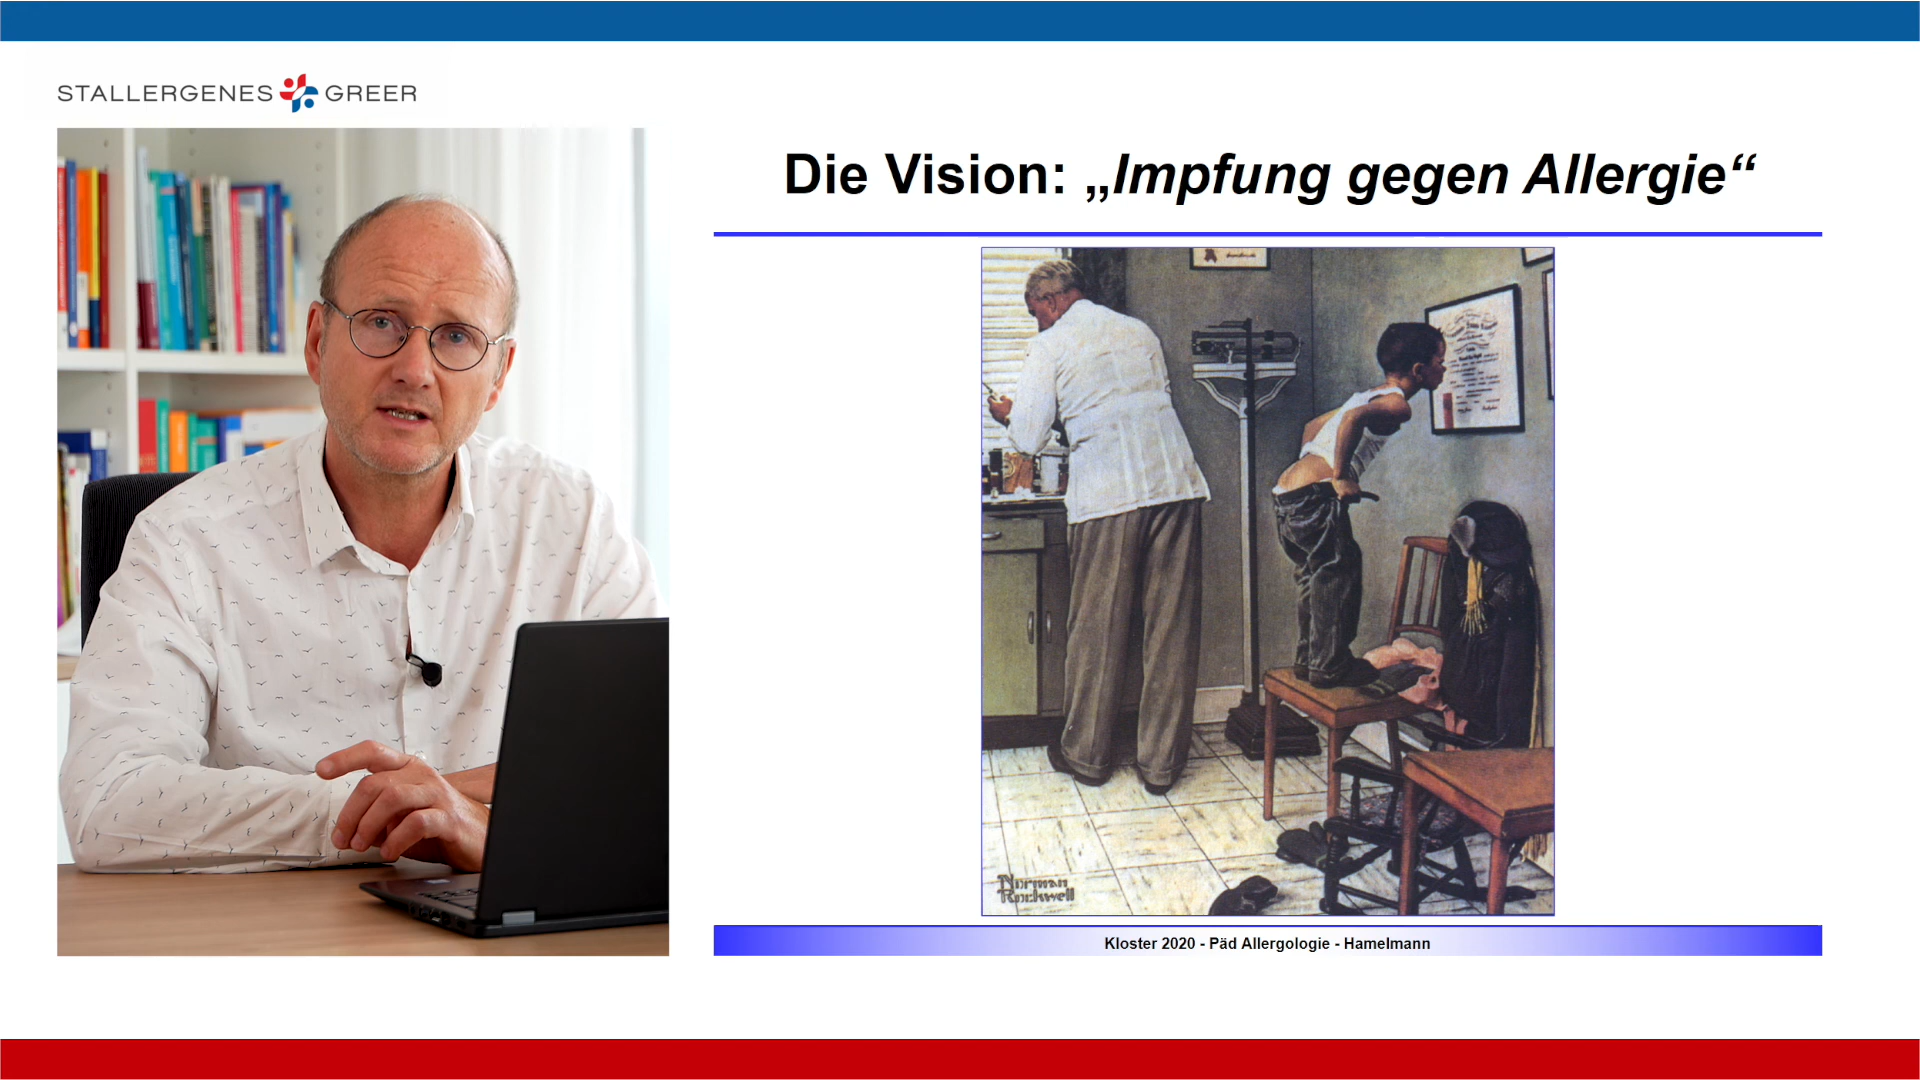 STALLERGENES GREER
Die Vision: „Impfung gegen Allergie“
Norman
Rockwell
Kloster 2020 - Päd Allergologie - Hamelmann